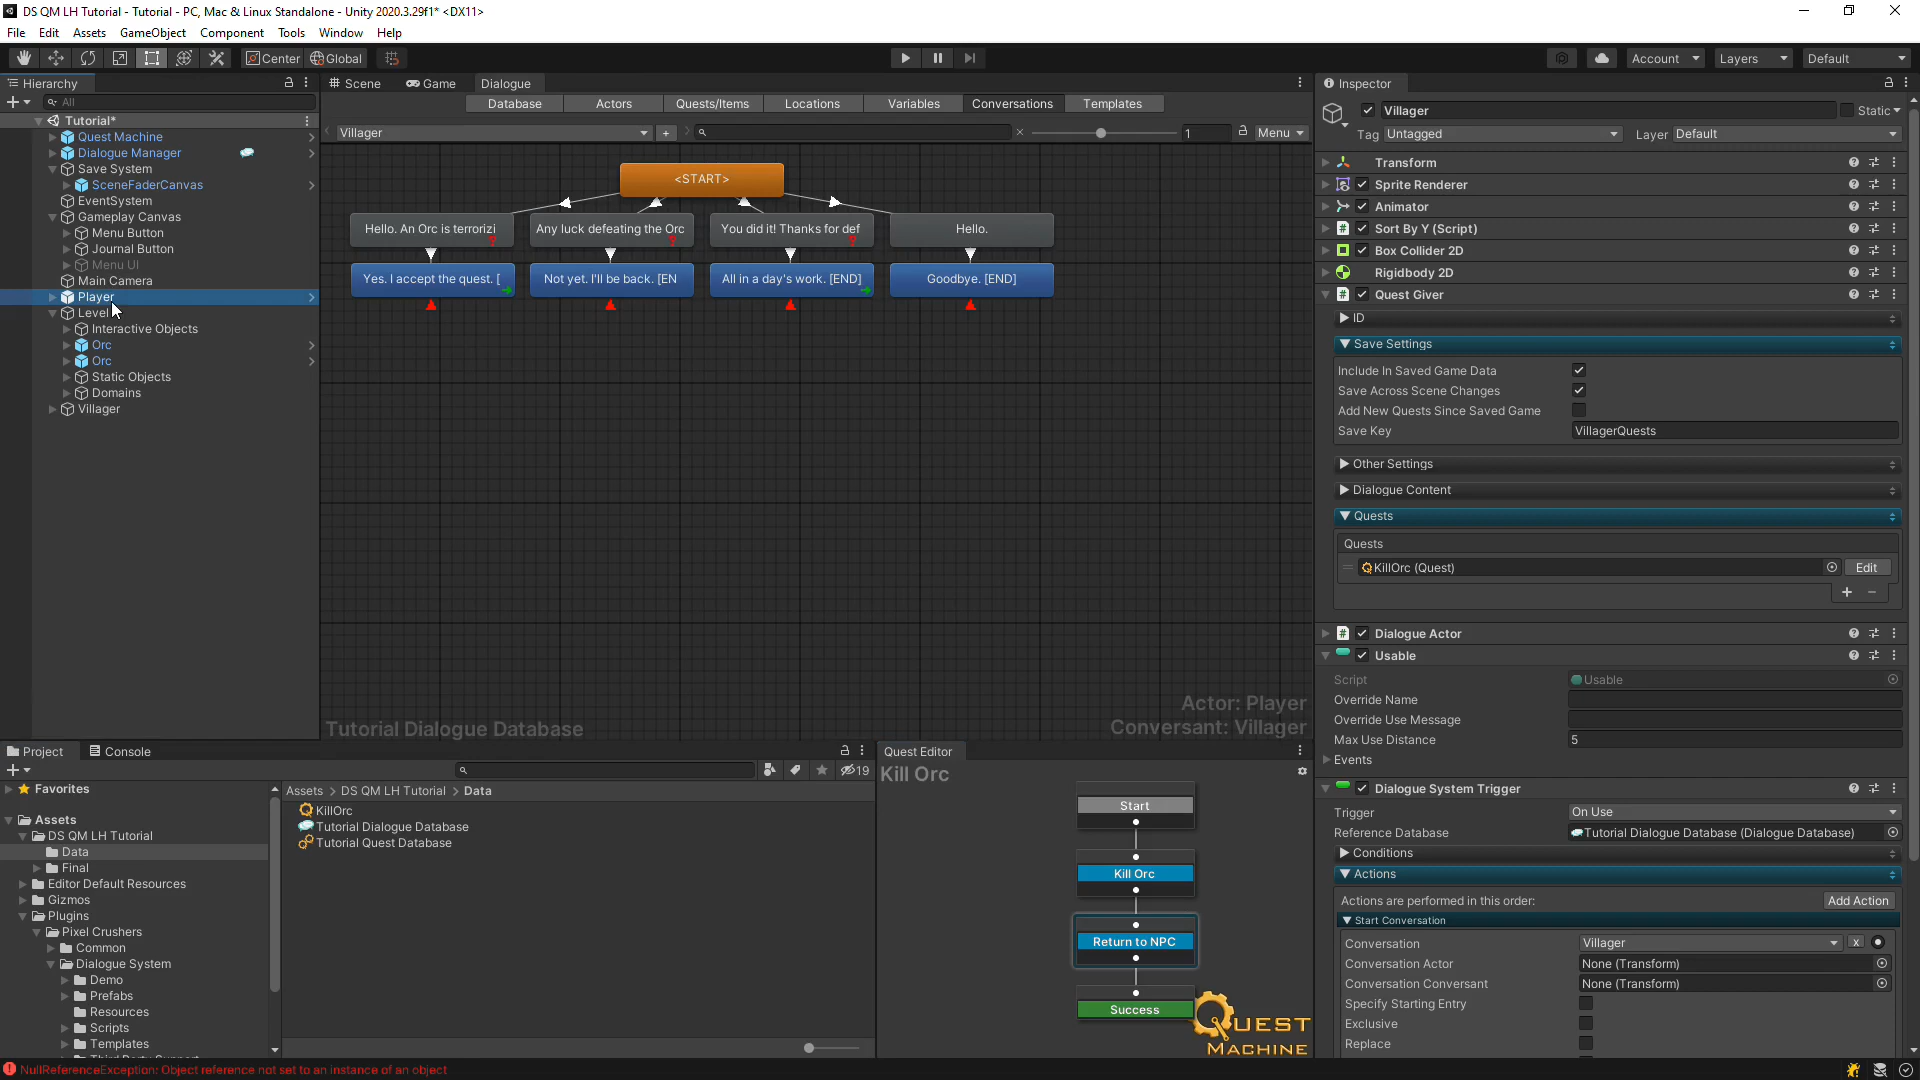 DS QM LH Tutorial - Tutorial - PC, Mac & Linux Standalone - Unity 2020.3.29f1* <DX11>
File Edit Assets GameObject Component Tools Window Help
Center Global Account Layers Default
Hierarchy
All
Tutorial*
Quest Machine
Dialogue Manager
Save System
SceneFaderCanvas
EventSystem
Gameplay Canvas
Menu Button
Journal Button
Menu UI
Main Camera
Player
Level
Interactive Objects
Orc
Orc
Static Objects
Domains
Villager
Scene Game Dialogue
Database Actors Quests/Items Locations Variables Conversations Templates
Villager + 1 Menu
<START>
Hello. An Orc is terrorizi Any luck defeating the Orc You did it! Thanks for def Hello.
Yes. I accept the quest. [ Not yet. I'll be back. [EN All in a day's work. [END] Goodbye. [END]
Actor: Player
Tutorial Dialogue Database Conversant: Villager
Inspector
Villager Static
Tag Untagged Layer Default
Transform
Sprite Renderer
Animator
Sort By Y (Script)
Box Collider 2D
Rigidbody 2D
Quest Giver
ID
Save Settings
Include In Saved Game Data
Save Across Scene Changes
Add New Quests Since Saved Game
Save Key VillagerQuests
Other Settings
Dialogue Content
Quests
Quests
KillOrc (Quest) Edit
+ −
Dialogue Actor
Usable
Script Usable
Override Name
Override Use Message
Max Use Distance 5
Events
Dialogue System Trigger
Trigger On Use
Reference Database Tutorial Dialogue Database (Dialogue Database)
Conditions
Actions
Actions are performed in this order: Add Action
Start Conversation
Conversation Villager x
Conversation Actor None (Transform)
Conversation Conversant None (Transform)
Specify Starting Entry
Exclusive
Replace
Project Console
19
Favorites
Assets
DS QM LH Tutorial
Data
Final
Editor Default Resources
Gizmos
Plugins
Pixel Crushers
Common
Dialogue System
Demo
Prefabs
Resources
Scripts
Templates
Assets > DS QM LH Tutorial > Data
KillOrc
Tutorial Dialogue Database
Tutorial Quest Database
Quest Editor
Kill Orc
Start
Kill Orc
Return to NPC
Success
QUEST
MACHINE
NullReferenceException: Object reference not set to an instance of an object